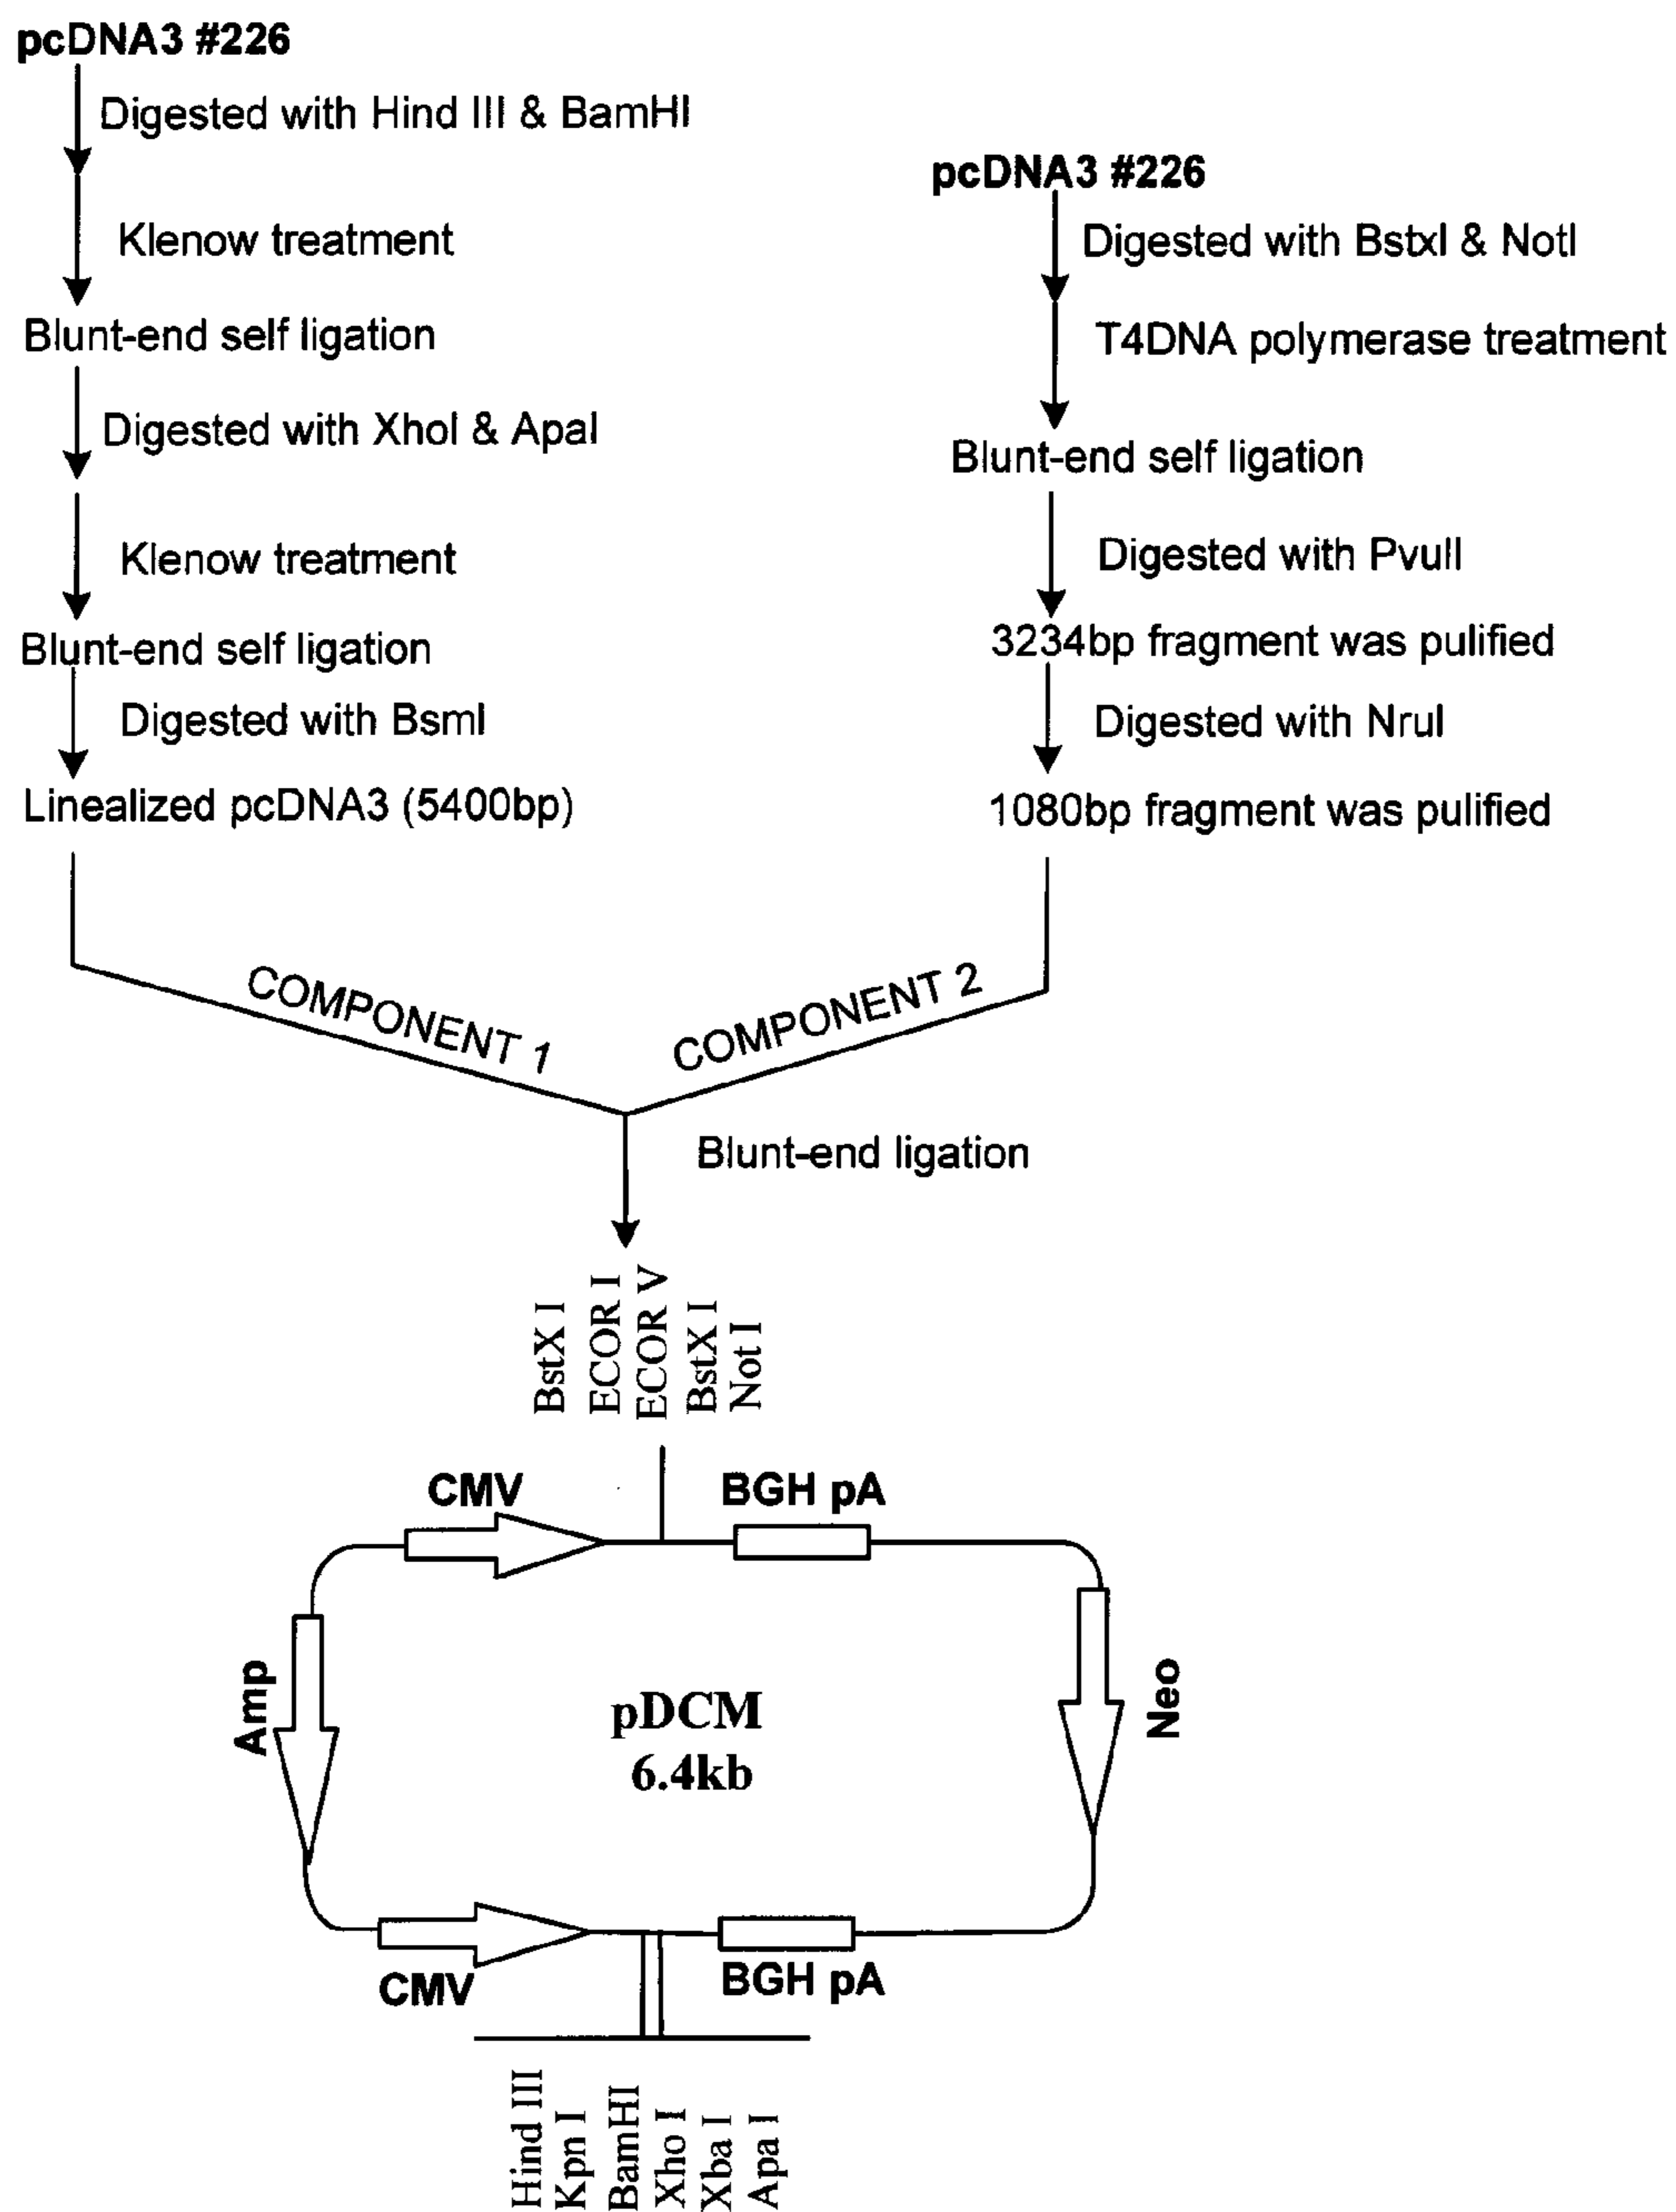 pcDNA3 #226
Digested with Hind III & BamHI
Klenow treatment
Blunt-end self ligation
Digested with XhoI & ApaI
Klenow treatment
Blunt-end self ligation
Digested with BsmI
Linealized pcDNA3 (5400bp)
pcDNA3 #226
Digested with BstxI & NotI
T4DNA polymerase treatment
Blunt-end self ligation
Digested with PvuII
3234bp fragment was pulified
Digested with NruI
1080bp fragment was pulified
COMPONENT 1
COMPONENT 2
Blunt-end ligation
BstX I
ECOR I
ECOR V
BstX I
Not I
CMV
BGH pA
Amp
pDCM
6.4kb
Neo
CMV
BGH pA
Hind III
Kpn I
BamHI
Xho I
Xba I
Apa I